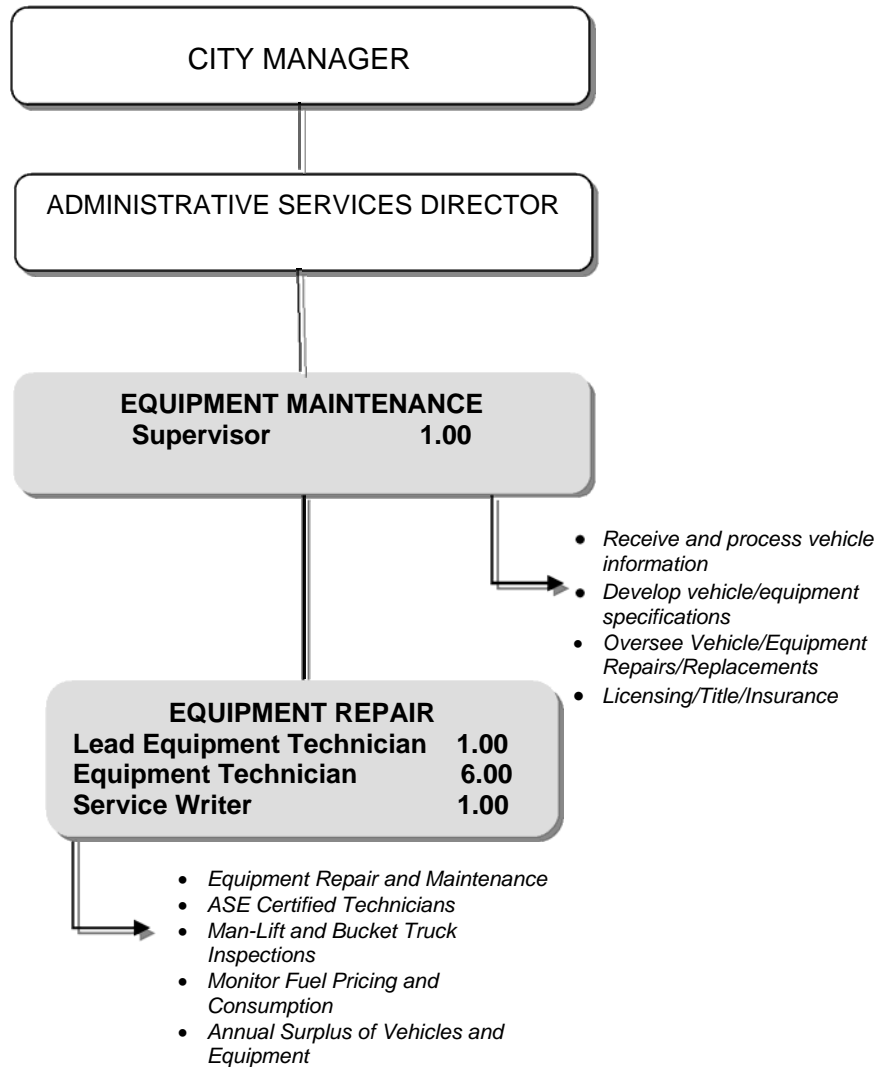 CITY MANAGER
ADMINISTRATIVE SERVICES DIRECTOR
EQUIPMENT MAINTENANCE
Supervisor 1.00
• Receive and process vehicle
information
• Develop vehicle/equipment
specifications
• Oversee Vehicle/Equipment
Repairs/Replacements
• Licensing/Title/Insurance
EQUIPMENT REPAIR
Lead Equipment Technician 1.00
Equipment Technician 6.00
Service Writer 1.00
• Equipment Repair and Maintenance
• ASE Certified Technicians
• Man-Lift and Bucket Truck
Inspections
• Monitor Fuel Pricing and
Consumption
• Annual Surplus of Vehicles and
Equipment